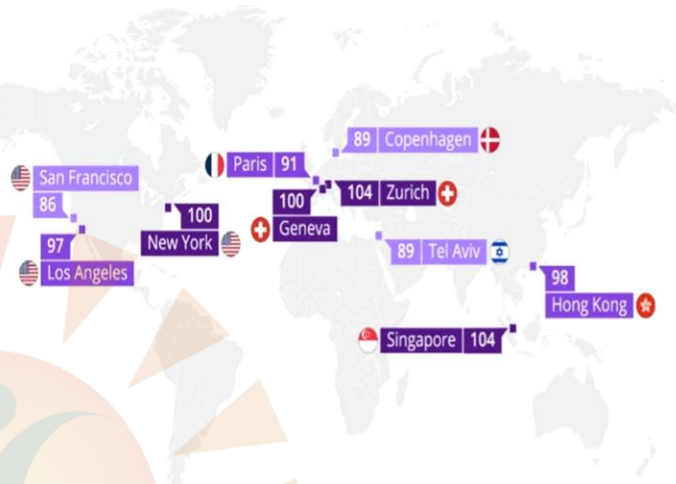 89 Copenhagen
Paris 91
San Francisco
86
100
104 Zurich
100
New York
Geneva
97
Los Angeles
89 Tel Aviv
98
Hong Kong
Singapore 104